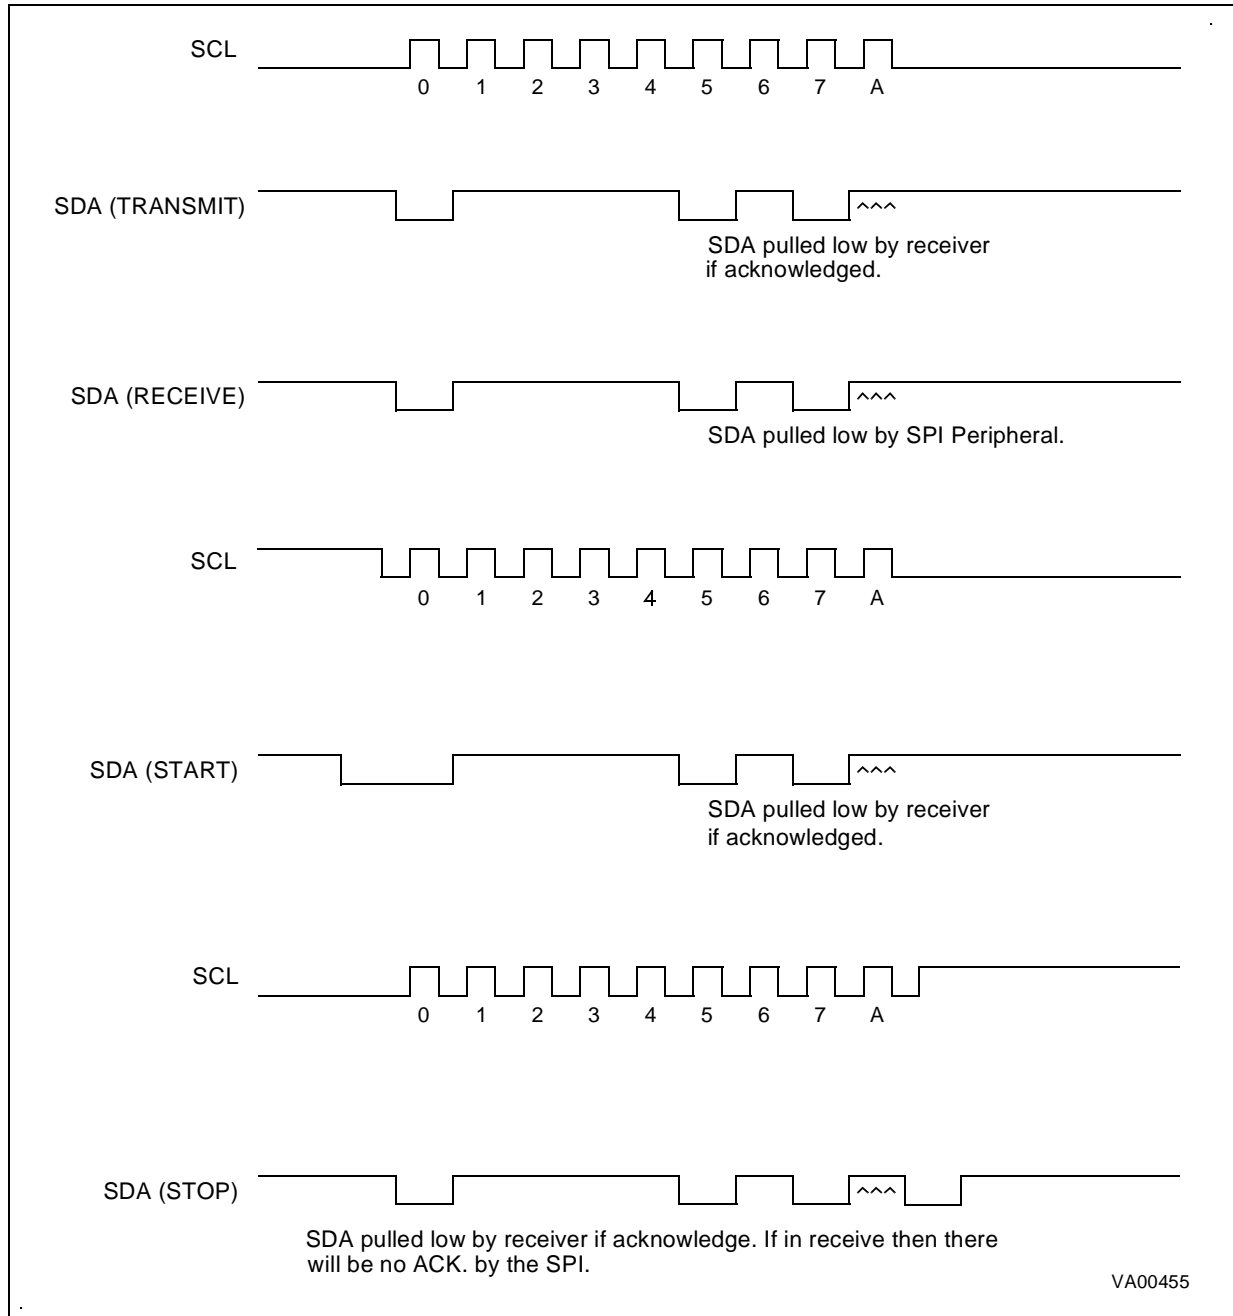 SCL
0 1 2 3 4 5 6 7 A
SDA (TRANSMIT)
^^^
SDA pulled low by receiver
if acknowledged.
SDA (RECEIVE)
^^^
SDA pulled low by SPI Peripheral.
SCL
0 1 2 3 4 5 6 7 A
SDA (START)
^^^
SDA pulled low by receiver
if acknowledged.
SCL
0 1 2 3 4 5 6 7 A
SDA (STOP)
^^^
SDA pulled low by receiver if acknowledge. If in receive then there
will be no ACK. by the SPI.
VA00455